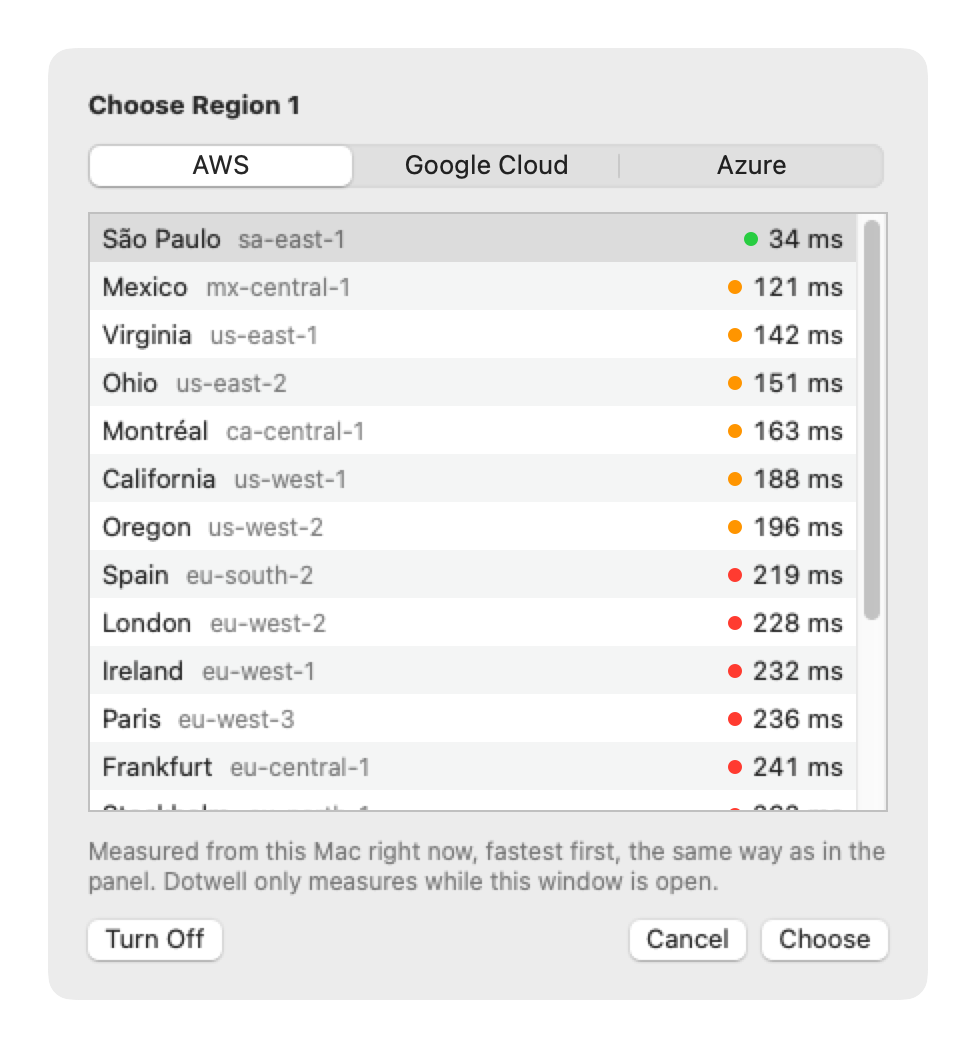 Choose Region 1
AWS Google Cloud Azure
São Paulo sa-east-1 34 ms
Mexico mx-central-1 121 ms
Virginia us-east-1 142 ms
Ohio us-east-2 151 ms
Montréal ca-central-1 163 ms
California us-west-1 188 ms
Oregon us-west-2 196 ms
Spain eu-south-2 219 ms
London eu-west-2 228 ms
Ireland eu-west-1 232 ms
Paris eu-west-3 236 ms
Frankfurt eu-central-1 241 ms
Measured from this Mac right now, fastest first, the same way as in the
panel. Dotwell only measures while this window is open.
Turn Off Cancel Choose